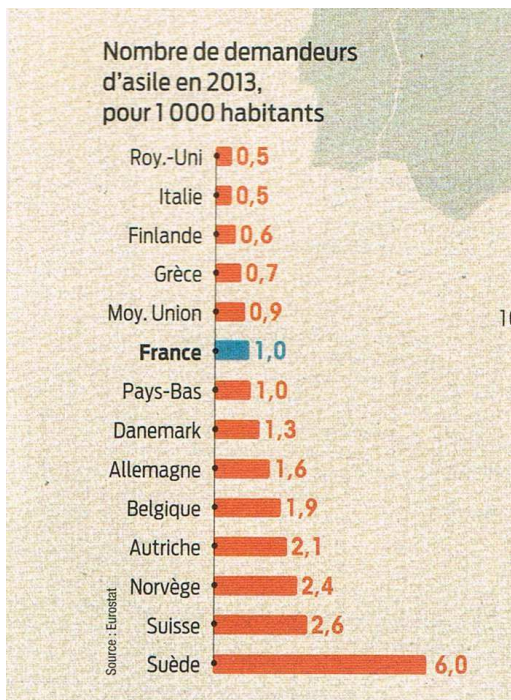 Nombre de demandeurs
d'asile en 2013,
pour 1 000 habitants
Roy.-Uni 0,5
Italie 0,5
Finlande 0,6
Grèce 0,7
Moy. Union 0,9
France 1,0
Pays-Bas 1,0
Danemark 1,3
Allemagne 1,6
Belgique 1,9
Autriche 2,1
Norvège 2,4
Suisse 2,6
Suède 6,0
Source : Eurostat